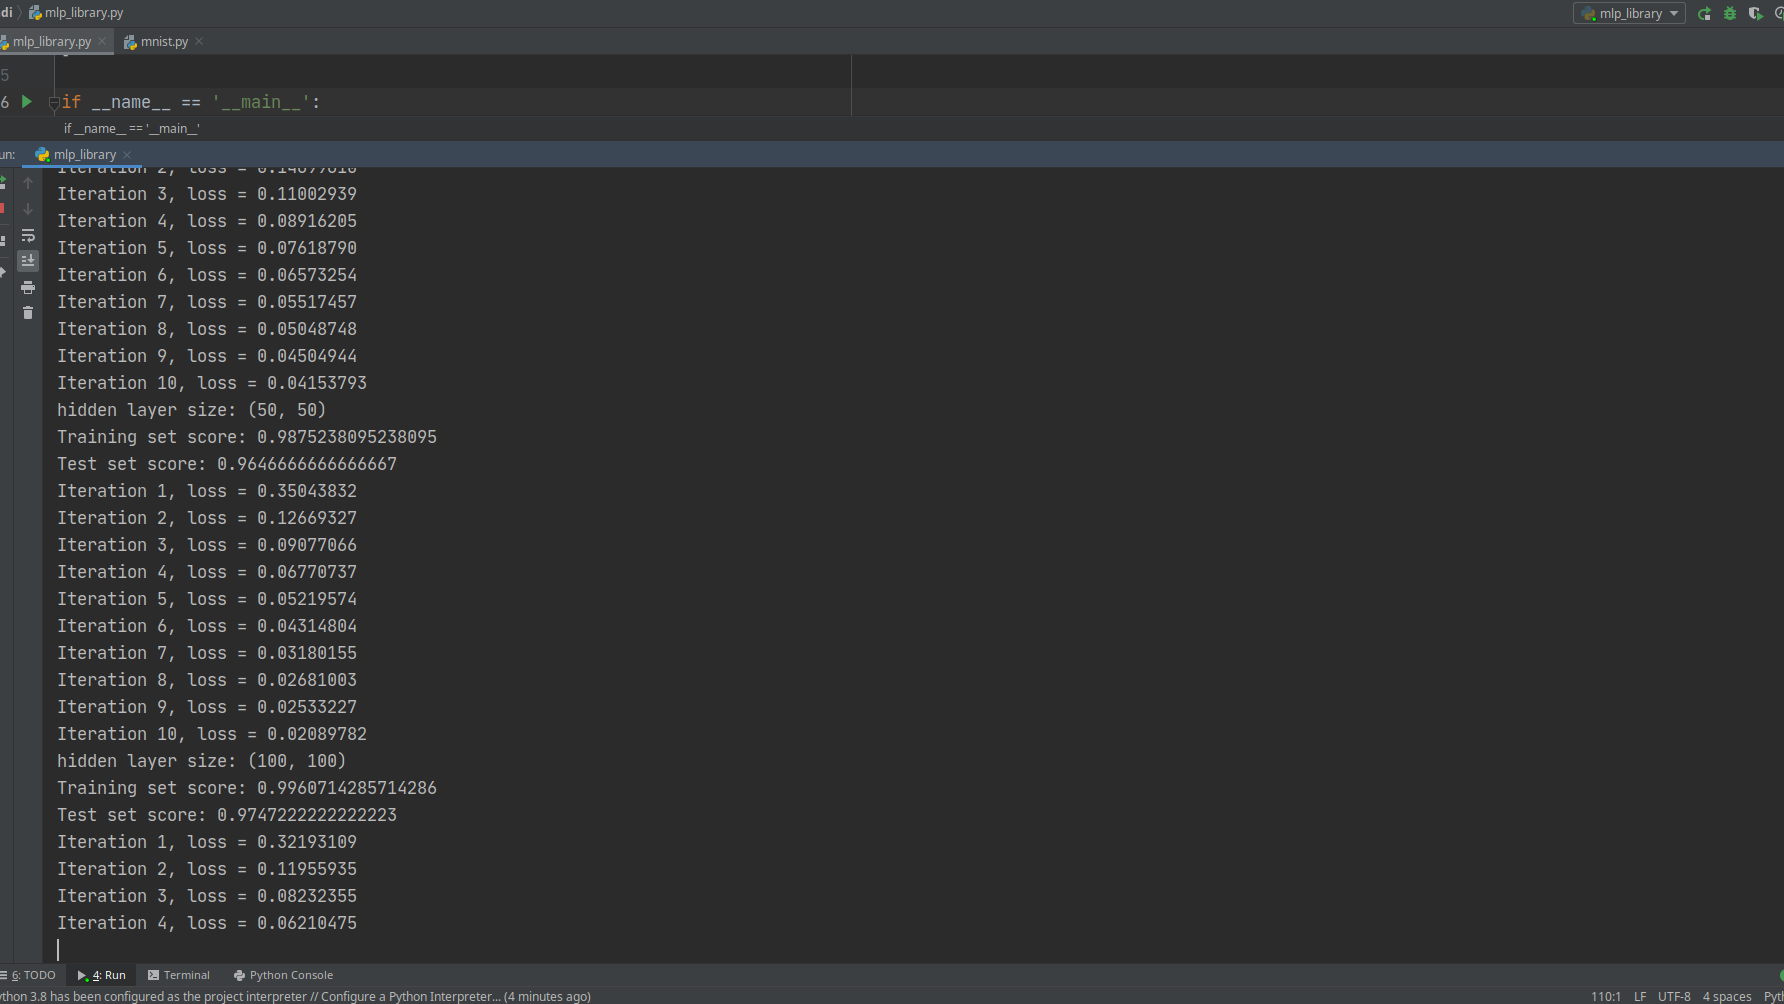 di mlp_library.py mlp_library
mlp_library.py mnist.py
5
6 if __name__ == '__main__':
if __name__ == '__main__'
un: mlp_library
Iteration 2, loss = 0.14699610
Iteration 3, loss = 0.11002939
Iteration 4, loss = 0.08916205
Iteration 5, loss = 0.07618790
Iteration 6, loss = 0.06573254
Iteration 7, loss = 0.05517457
Iteration 8, loss = 0.05048748
Iteration 9, loss = 0.04504944
Iteration 10, loss = 0.04153793
hidden layer size: (50, 50)
Training set score: 0.9875238095238095
Test set score: 0.9646666666666667
Iteration 1, loss = 0.35043832
Iteration 2, loss = 0.12669327
Iteration 3, loss = 0.09077066
Iteration 4, loss = 0.06770737
Iteration 5, loss = 0.05219574
Iteration 6, loss = 0.04314804
Iteration 7, loss = 0.03180155
Iteration 8, loss = 0.02681003
Iteration 9, loss = 0.02533227
Iteration 10, loss = 0.02089782
hidden layer size: (100, 100)
Training set score: 0.9960714285714286
Test set score: 0.9747222222222223
Iteration 1, loss = 0.32193109
Iteration 2, loss = 0.11955935
Iteration 3, loss = 0.08232355
Iteration 4, loss = 0.06210475
6: TODO 4: Run Terminal Python Console
ython 3.8 has been configured as the project interpreter // Configure a Python Interpreter... (4 minutes ago) 110:1 LF UTF-8 4 spaces Pyt